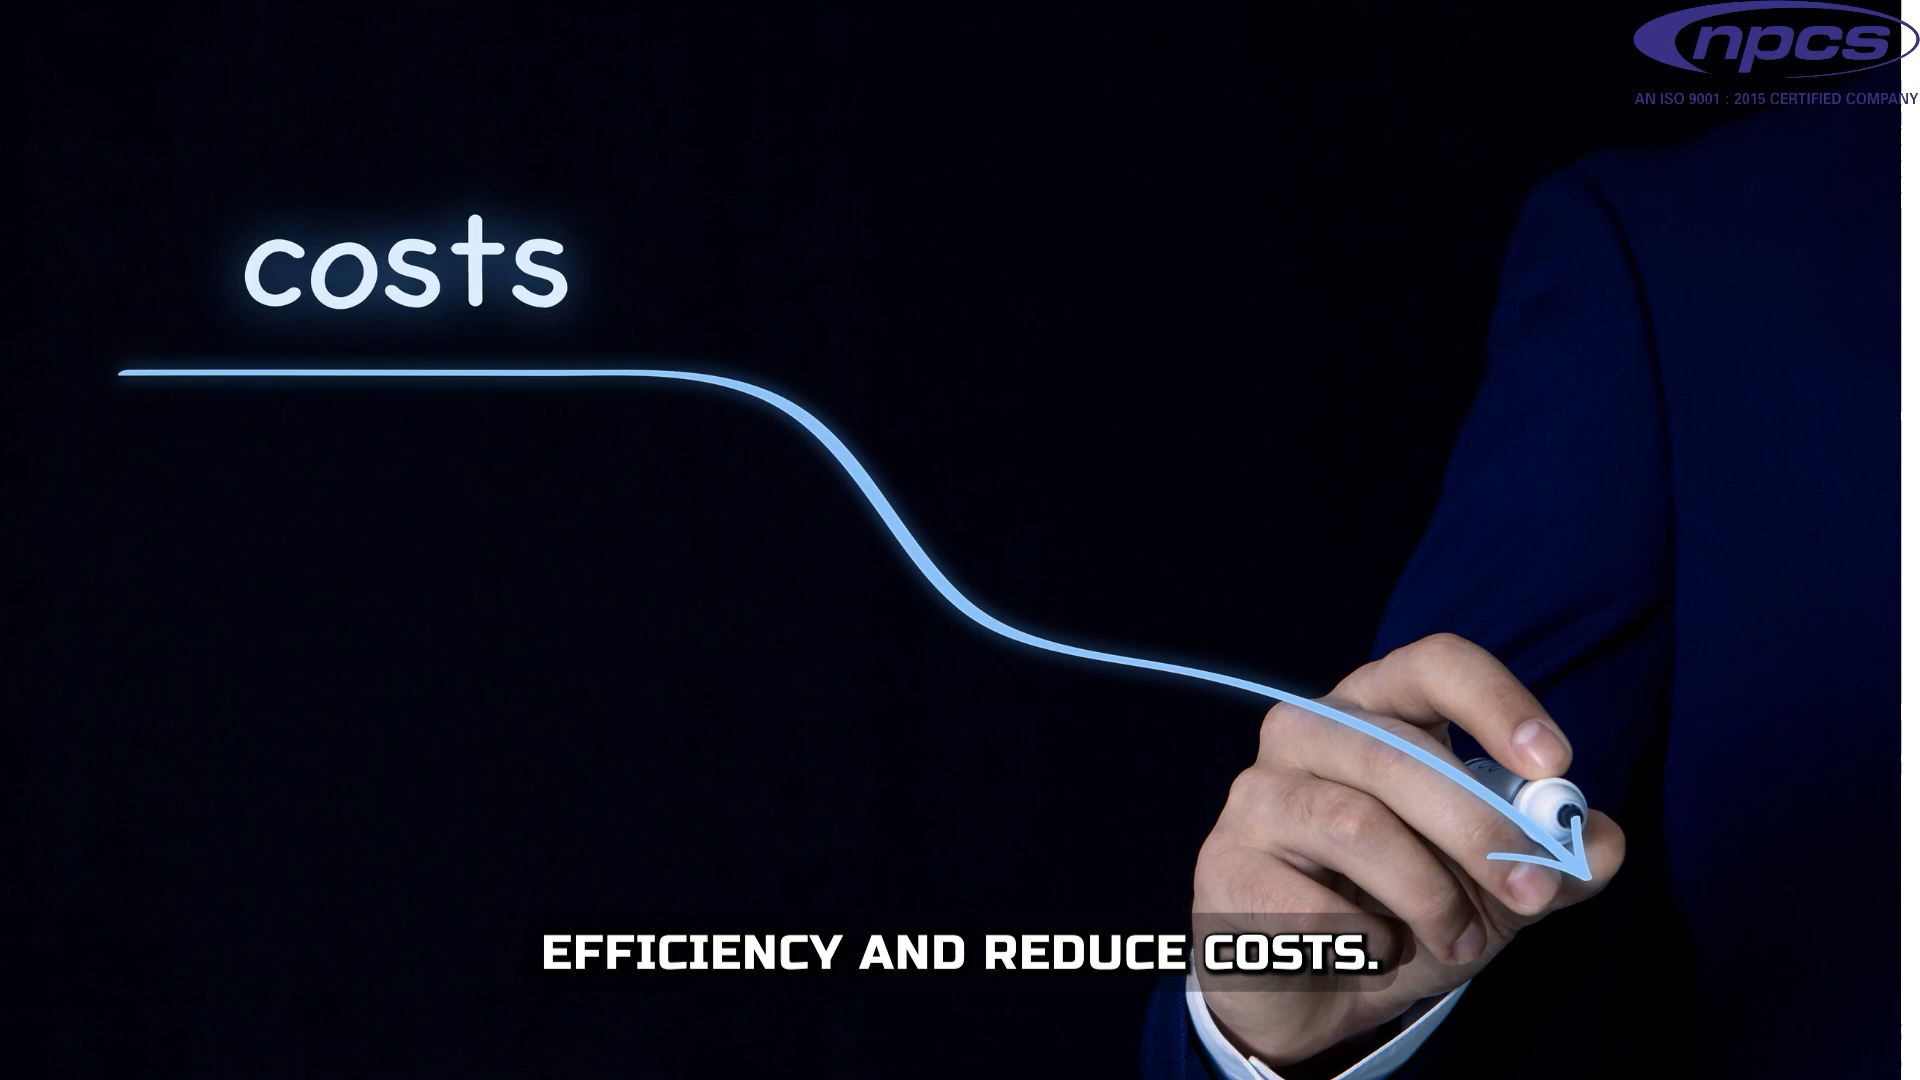 npcs
AN ISO 9001 : 2015 CERTIFIED COMPANY
costs
EFFICIENCY AND REDUCE COSTS.